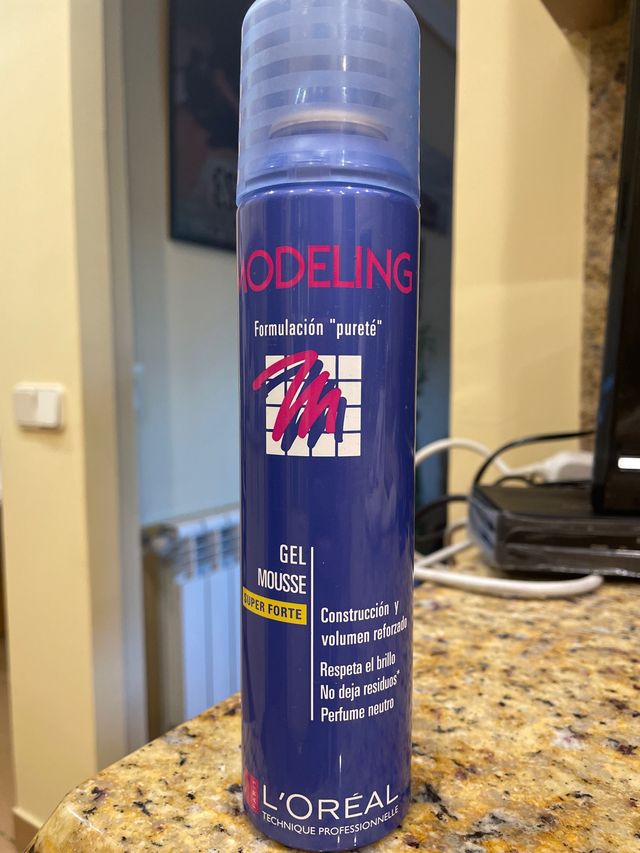 MODELING
Formulación "pureté"
GEL
MOUSSE
SUPER FORTE
Construcción y
volumen reforzado
Respeta el brillo
No deja residuos*
Perfume neutro
PARIS
L'ORÉAL
TECHNIQUE PROFESSIONNELLE